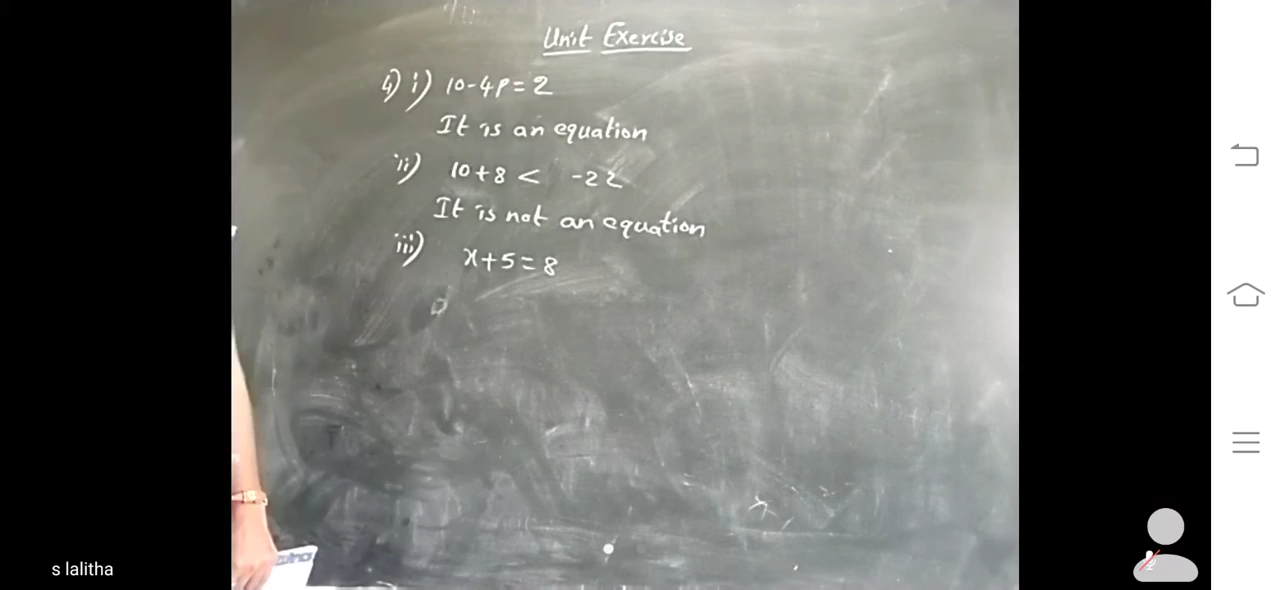 Unit Exercise
4) i) 10-4P=2
It is an equation
ii) 10+8 < -22
It is not an equation
iii) x+5=8
s lalitha